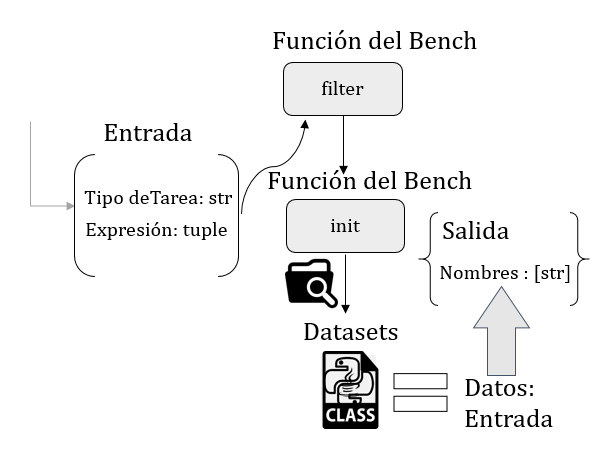 Función del Bench
filter
Entrada
Tipo deTarea: str
Expresión: tuple
Función del Bench
init
Salida
Nombres : [str]
Datasets
CLASS
Datos:
Entrada